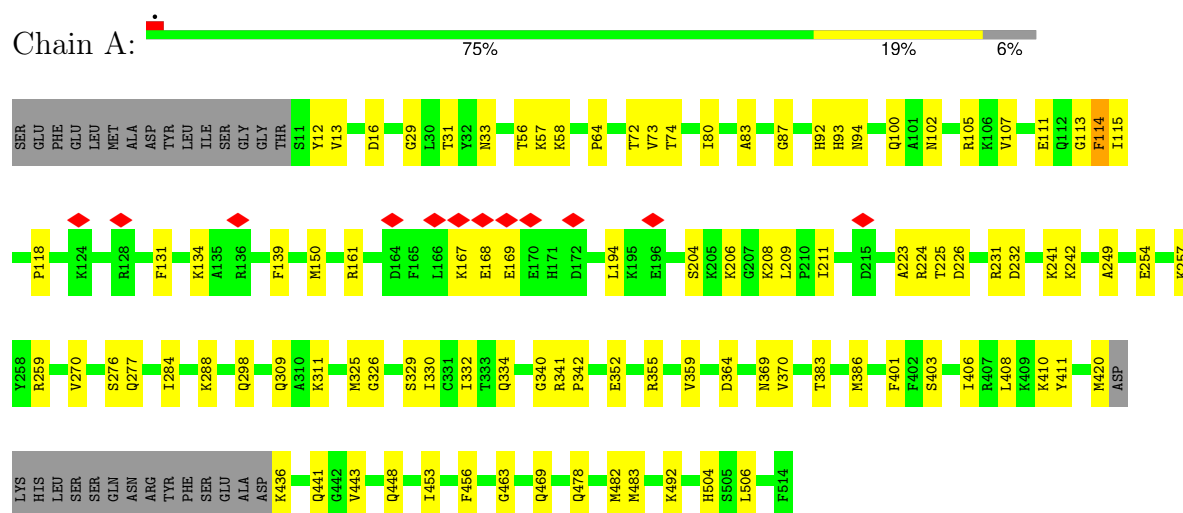 Chain A:
75% 19% 6%
SER GLU PHE GLU LEU MET ALA ASP TYR LEU ILE SER GLY GLY THR S11 Y12 V13 D16 G29 L30 T31 Y32 N33 T56 K57 K58 P64 T72 V73 T74 I80 A83 G87 H92 H93 N94 Q100 A101 N102 R105 K106 V107 E111 Q112 G113 F114 I115
P118 K124 R128 F131 K134 A135 R136 F139 M150 R161 D164 F165 L166 K167 E168 E169 E170 H171 D172 L194 K195 E196 S204 K205 K206 G207 K208 L209 P210 I211 D215 A223 R224 T225 D226 R231 D232 K241 K242 A249 E254 K257
Y258 R259 V270 S276 Q277 I284 K288 Q298 Q309 A310 K311 M325 G326 S329 I330 C331 I332 T333 Q334 G340 R341 P342 E352 R355 V359 D364 N369 V370 T383 M386 F401 F402 S403 I406 R407 L408 K409 K410 Y411 M420 ASP
LYS HIS LEU SER SER GLN ASN ARG TYR PHE SER GLU ALA ASP K436 Q441 G442 V443 Q448 I453 F456 G463 Q469 Q478 M482 M483 K492 H504 S505 L506 F514